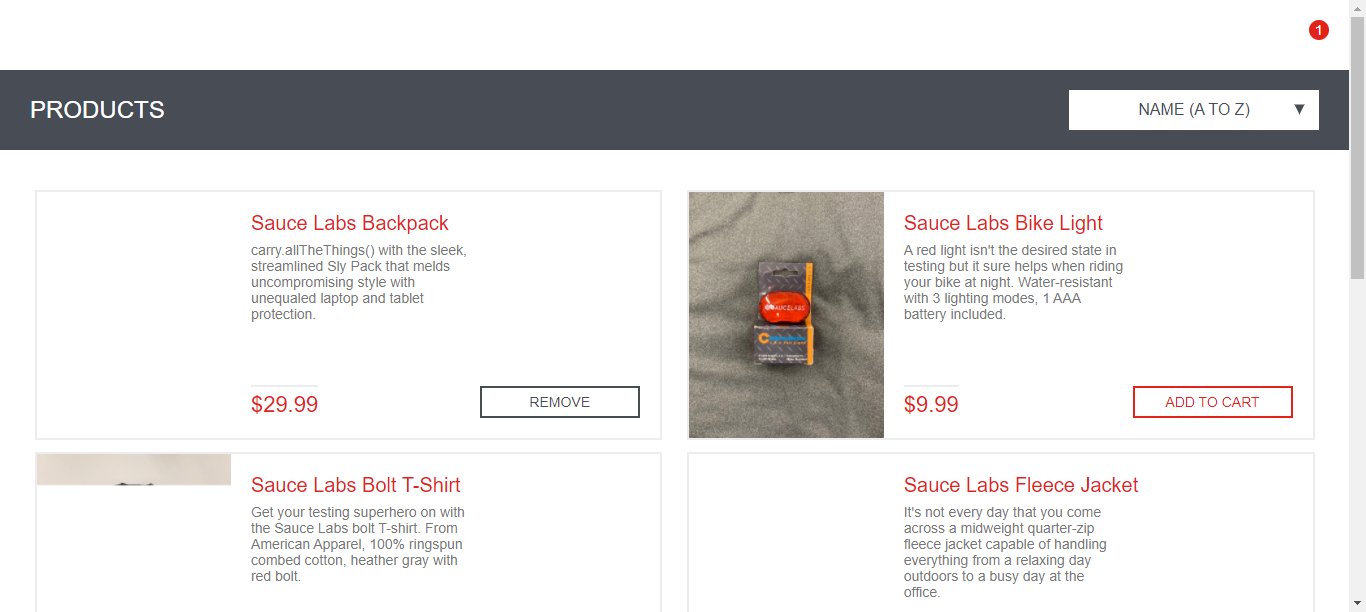 1
PRODUCTS
NAME (A TO Z) ▼
Sauce Labs Backpack
carry.allTheThings() with the sleek,
streamlined Sly Pack that melds
uncompromising style with
unequaled laptop and tablet
protection.
$29.99
REMOVE
Sauce Labs Bike Light
A red light isn't the desired state in
testing but it sure helps when riding
your bike at night. Water-resistant
with 3 lighting modes, 1 AAA
battery included.
$9.99
ADD TO CART
Sauce Labs Bolt T-Shirt
Get your testing superhero on with
the Sauce Labs bolt T-shirt. From
American Apparel, 100% ringspun
combed cotton, heather gray with
red bolt.
Sauce Labs Fleece Jacket
It's not every day that you come
across a midweight quarter-zip
fleece jacket capable of handling
everything from a relaxing day
outdoors to a busy day at the
office.